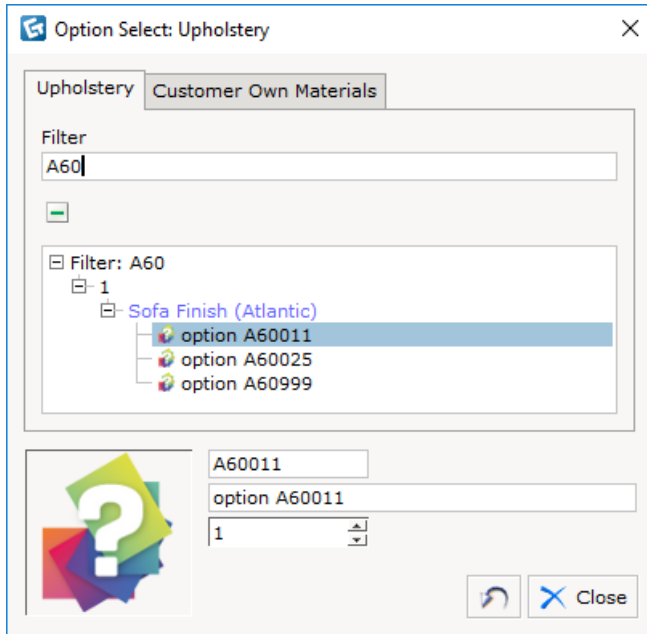 Option Select: Upholstery
Upholstery Customer Own Materials
Filter
A60
Filter: A60
1
Sofa Finish (Atlantic)
option A60011
option A60025
option A60999
A60011
option A60011
1
Close